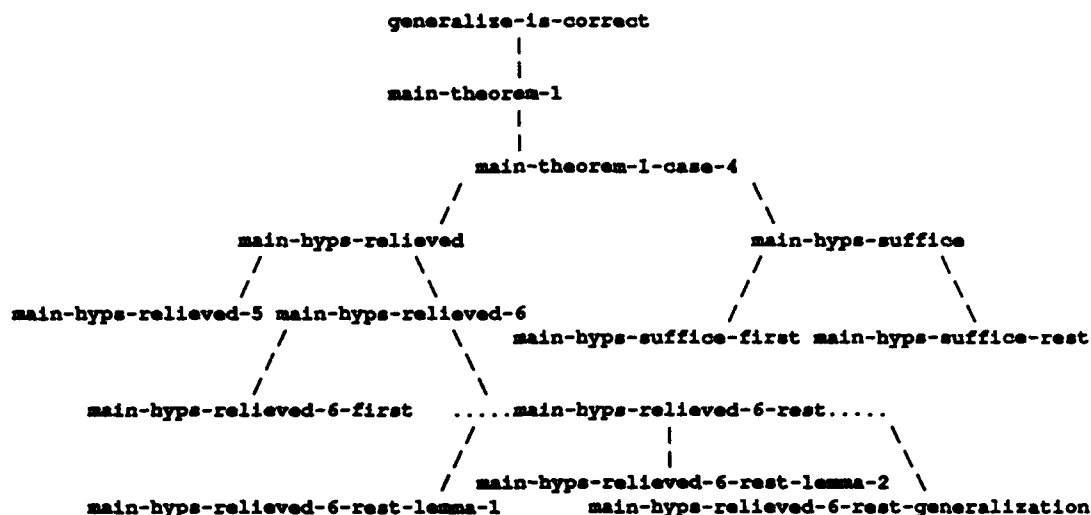 generalize-is-correct
main-theorem-1
main-theorem-1-case-4
main-hyps-relieved main-hyps-suffice
main-hyps-relieved-5 main-hyps-relieved-6
main-hyps-suffice-first main-hyps-suffice-rest
main-hyps-relieved-6-first .....main-hyps-relieved-6-rest.....
main-hyps-relieved-6-rest-lemma-2
main-hyps-relieved-6-rest-lemma-1 main-hyps-relieved-6-rest-generalization